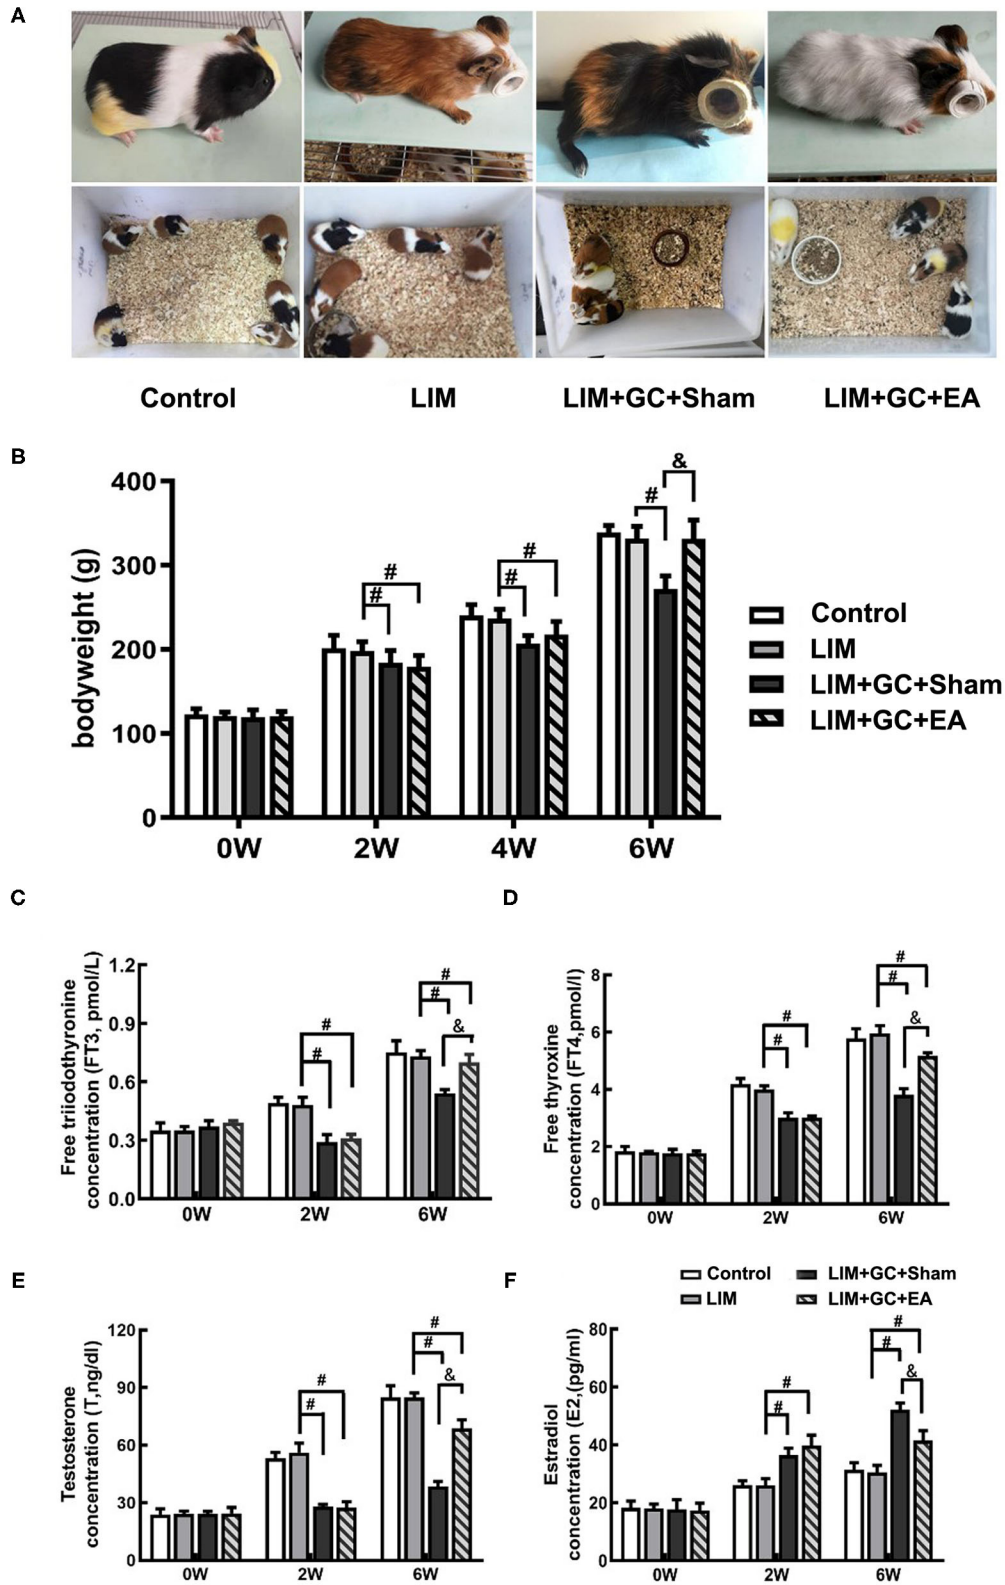 A
Control LIM LIM+GC+Sham LIM+GC+EA
B
bodyweight (g)
400
300
200
100
0
# # # # # &
0W 2W 4W 6W
Control
LIM
LIM+GC+Sham
LIM+GC+EA
C
Free triiodothyronine
concentration (FT3, pmol/L)
1.2
0.9
0.6
0.3
0.0
# # # # &
0W 2W 6W
D
Free thyroxine
concentration (FT4,pmol/l)
8
6
4
2
0
# # # # &
0W 2W 6W
E
Testosterone
concentration (T,ng/dl)
120
90
60
30
0
# # # # &
0W 2W 6W
F
Control LIM+GC+Sham
LIM LIM+GC+EA
Estradiol
concentration (E2,(pg/ml)
80
60
40
20
0
# # # # &
0W 2W 6W